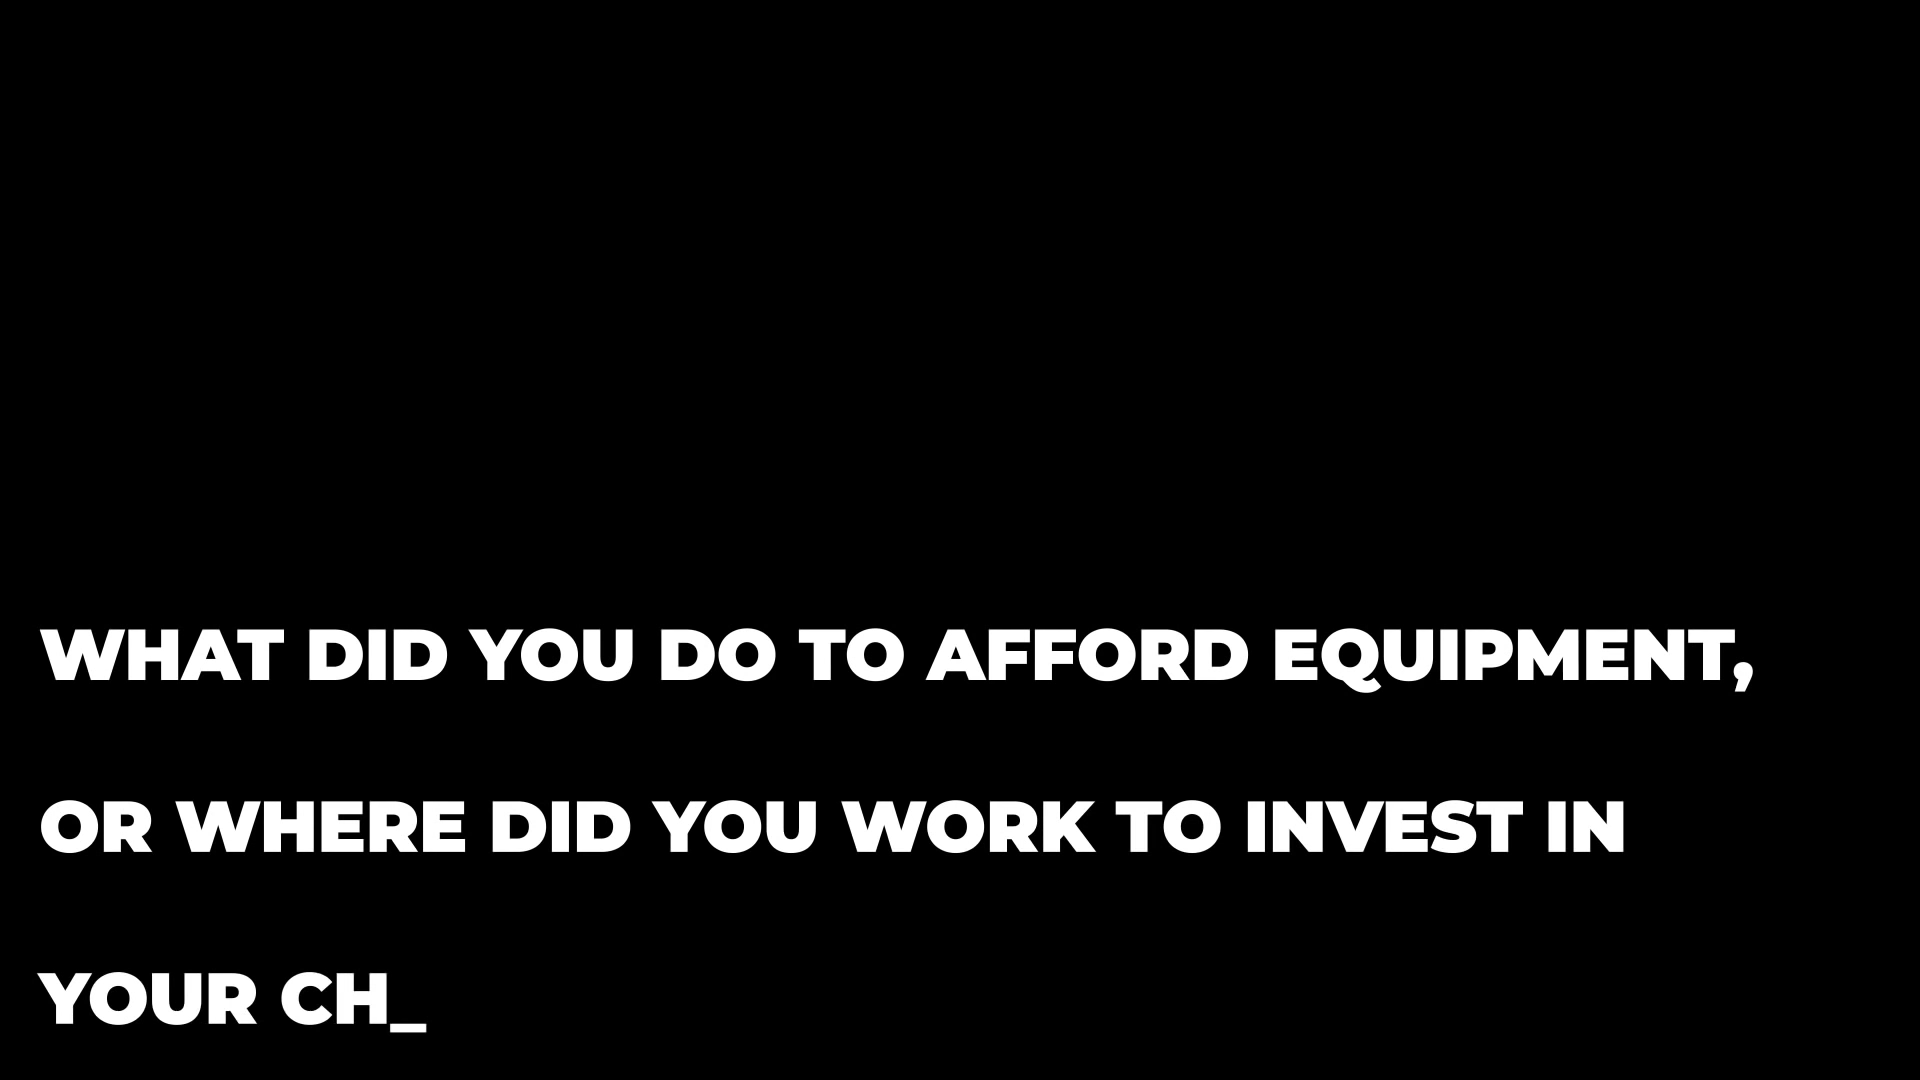 WHAT DID YOU DO TO AFFORD EQUIPMENT,
OR WHERE DID YOU WORK TO INVEST IN
YOUR CH_